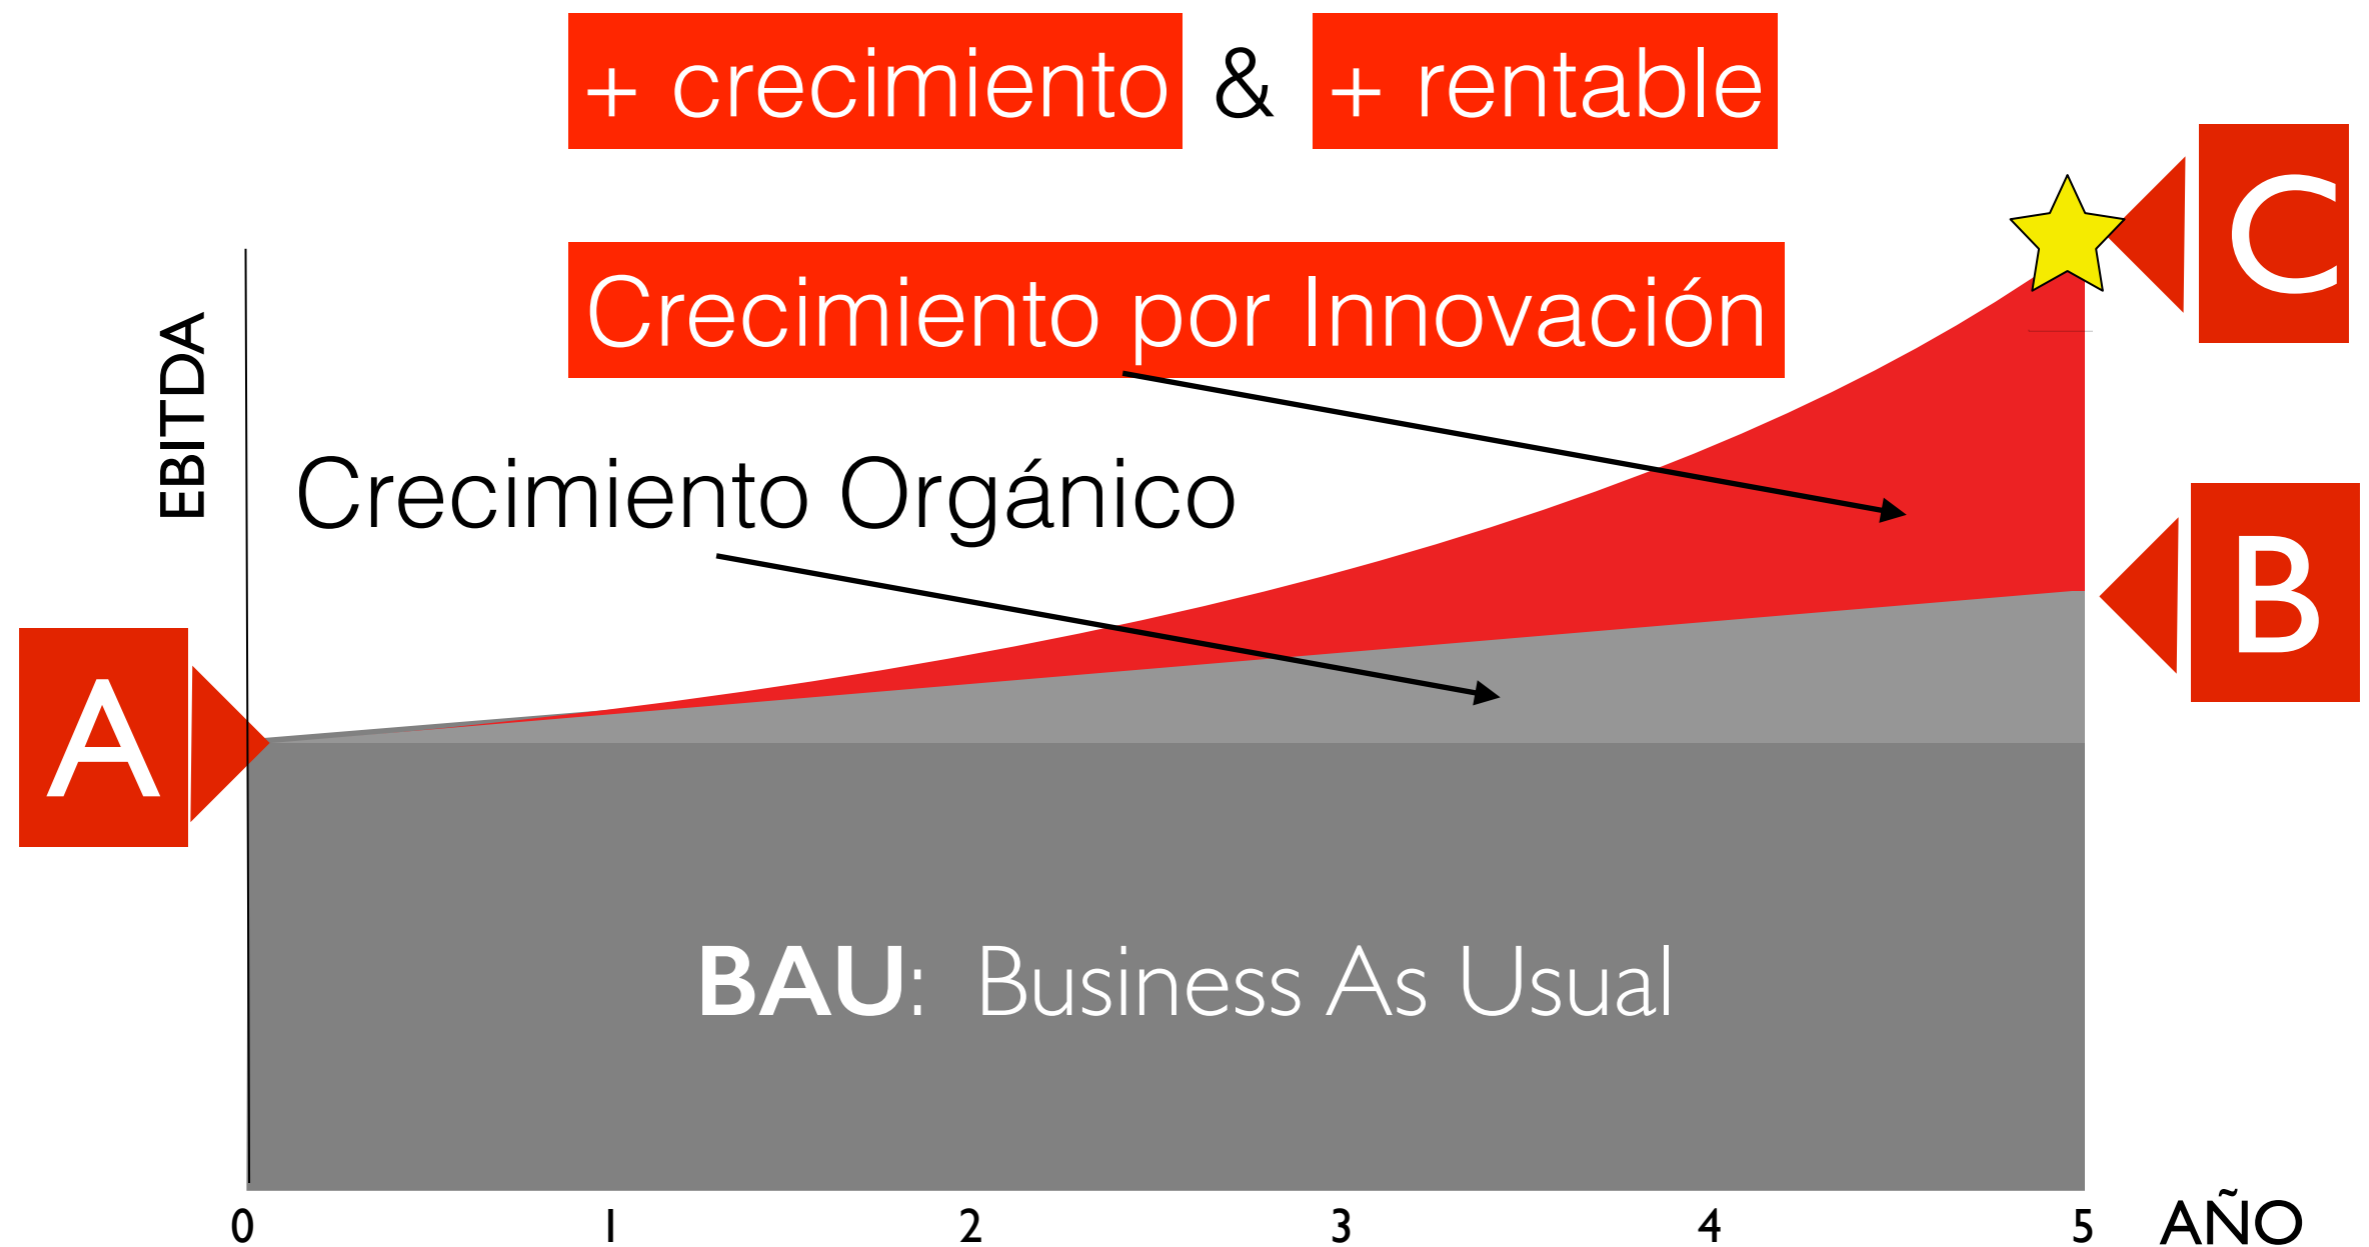 + crecimiento & + rentable
C
Crecimiento por Innovación
EBITDA
Crecimiento Orgánico
B
A
BAU: Business As Usual
0 1 2 3 4 5 AÑO